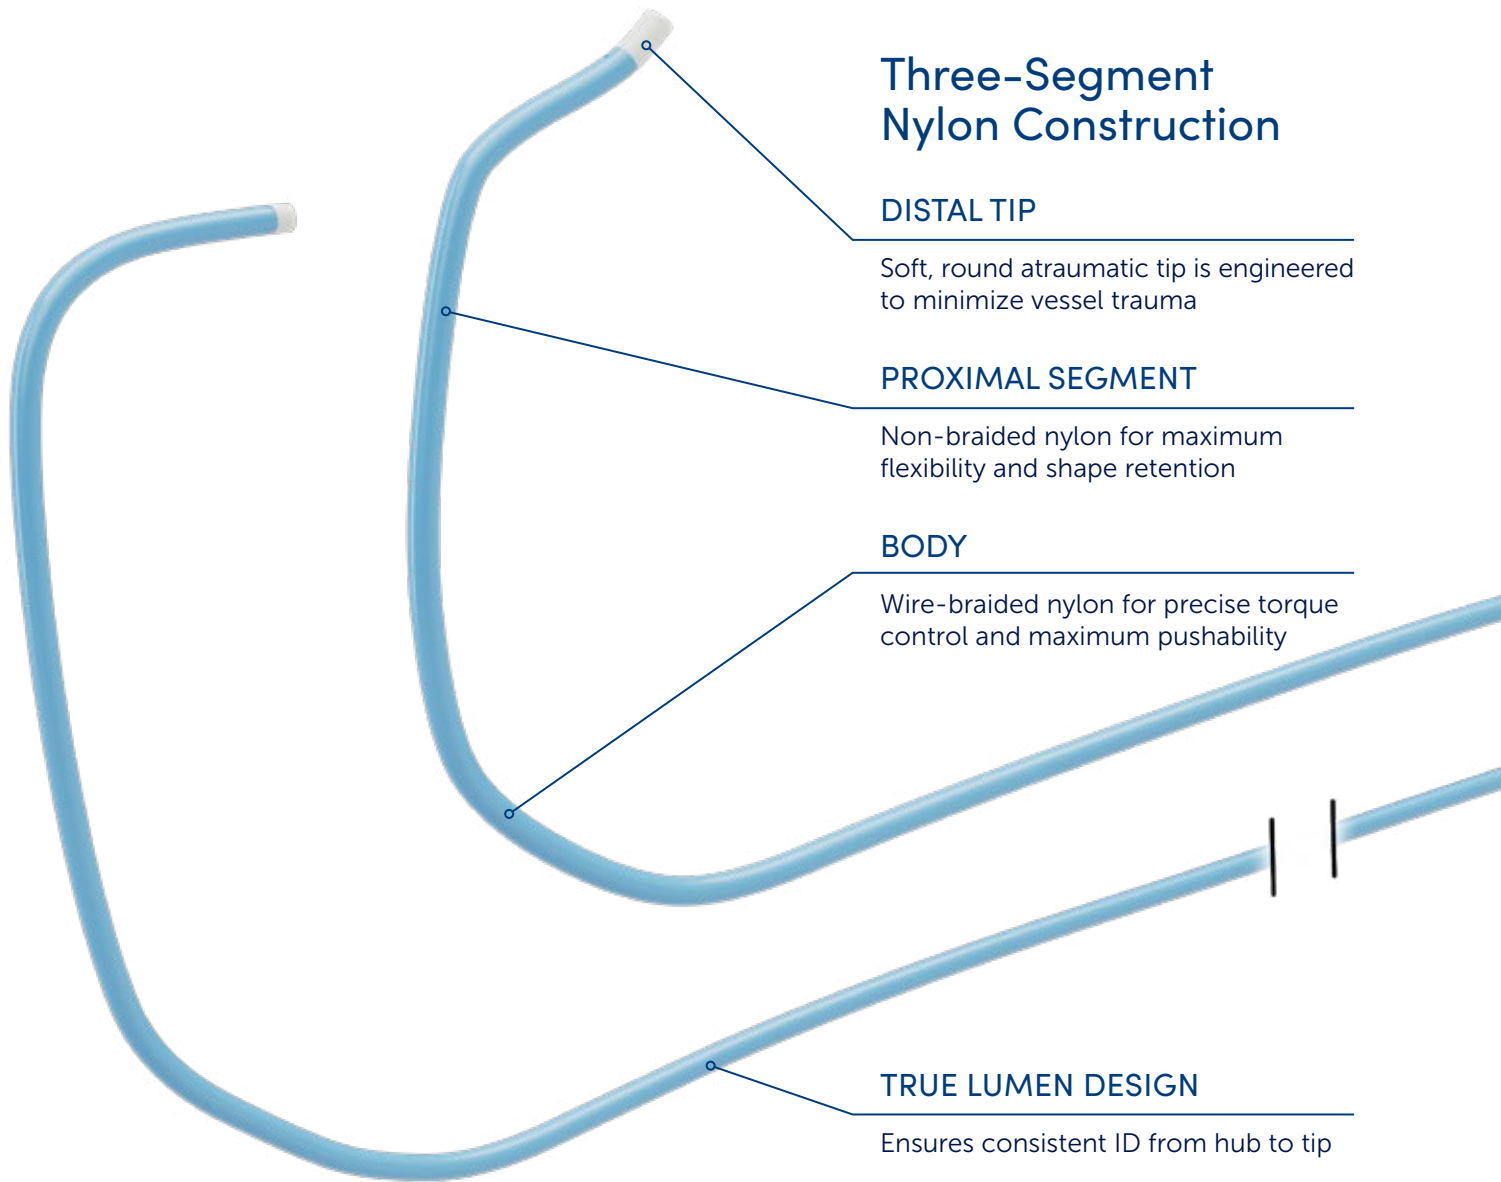 Three-Segment
Nylon Construction
DISTAL TIP
Soft, round atraumatic tip is engineered
to minimize vessel trauma
PROXIMAL SEGMENT
Non-braided nylon for maximum
flexibility and shape retention
BODY
Wire-braided nylon for precise torque
control and maximum pushability
TRUE LUMEN DESIGN
Ensures consistent ID from hub to tip